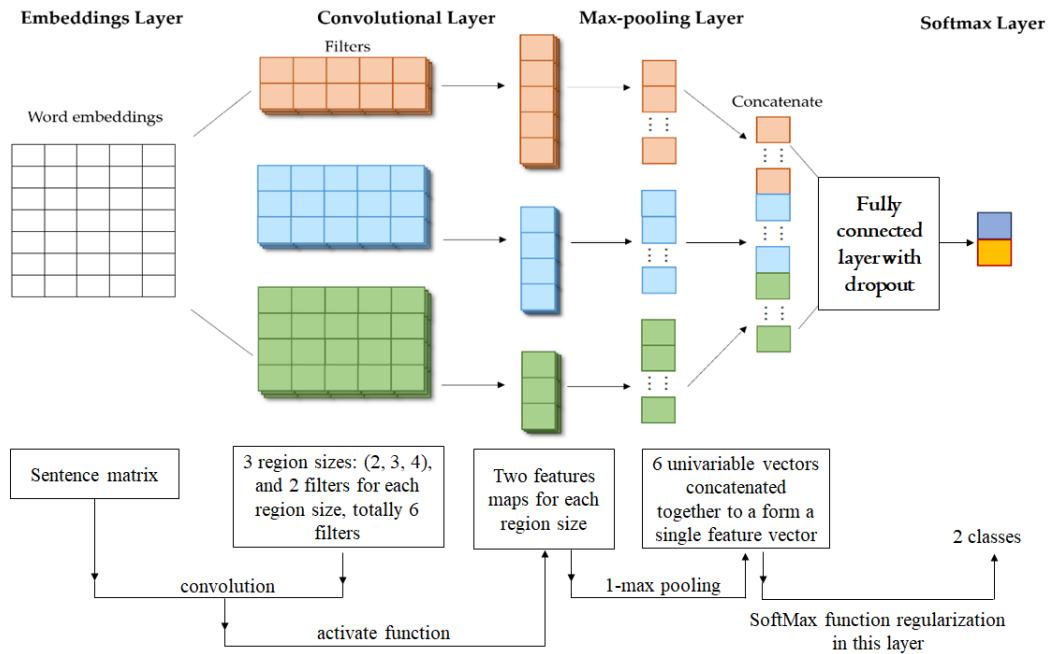 Embeddings Layer
Convolutional Layer
Max-pooling Layer
Softmax Layer
Filters
Word embeddings
Concatenate
Fully
connected
layer with
dropout
Sentence matrix
3 region sizes: (2, 3, 4),
and 2 filters for each
region size, totally 6
filters
Two features
maps for each
region size
6 univariable vectors
concatenated
together to a form a
single feature vector
2 classes
convolution
1-max pooling
activate function
SoftMax function regularization
in this layer